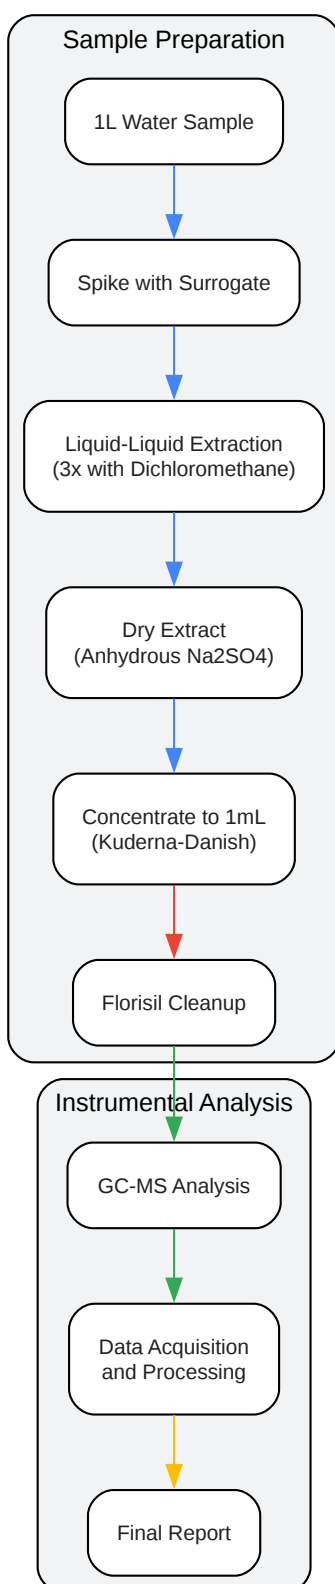 Sample Preparation
1L Water Sample
Spike with Surrogate
Liquid-Liquid Extraction
(3x with Dichloromethane)
Dry Extract
(Anhydrous Na2SO4)
Concentrate to 1mL
(Kuderna-Danish)
Florisil Cleanup
Instrumental Analysis
GC-MS Analysis
Data Acquisition
and Processing
Final Report